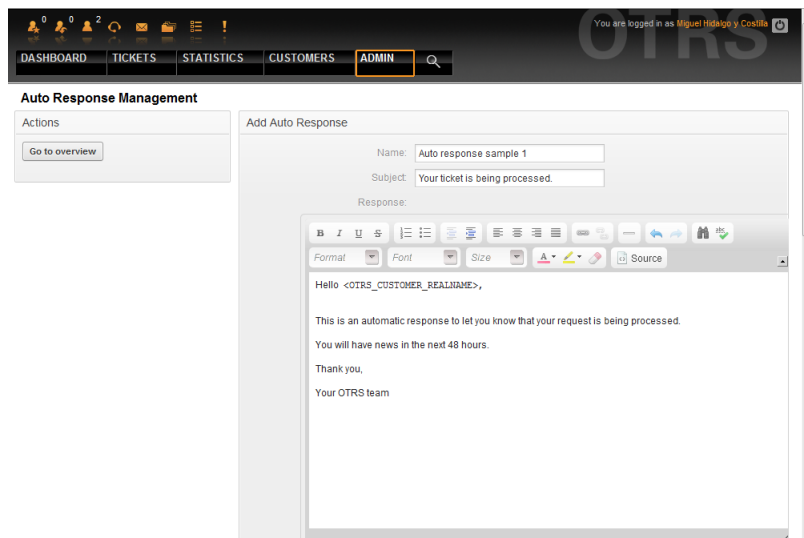 0 0 2
You are logged in as Miguel Hidalgo y Costilla
OTRS
DASHBOARD TICKETS STATISTICS CUSTOMERS ADMIN
Auto Response Management
Actions
Go to overview
Add Auto Response
Name: Auto response sample 1
Subject: Your ticket is being processed.
Response:
B I U S
abc
Format Font Size A Source
Hello <OTRS_CUSTOMER_REALNAME>,
This is an automatic response to let you know that your request is being processed.
You will have news in the next 48 hours.
Thank you,
Your OTRS team